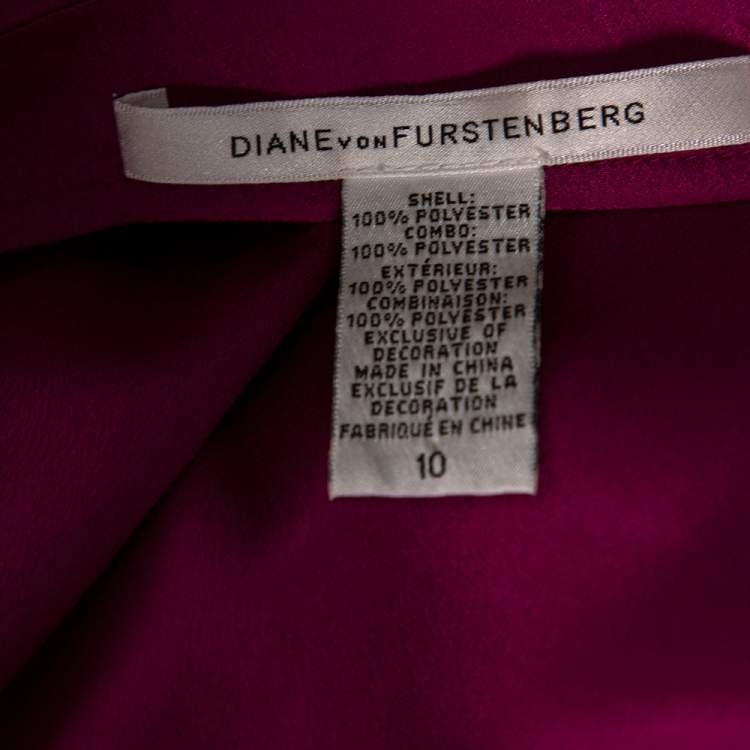 DIANE VON FURSTENBERG
SHELL:
100% POLYESTER
COMBO:
100% POLYESTER
EXTÉRIEUR:
100% POLYESTER
COMBINAISON:
100% POLYESTER
EXCLUSIVE OF
DECORATION
MADE IN CHINA
EXCLUSIF DE LA
DECORATION
FABRIQUÉ EN CHINE
10